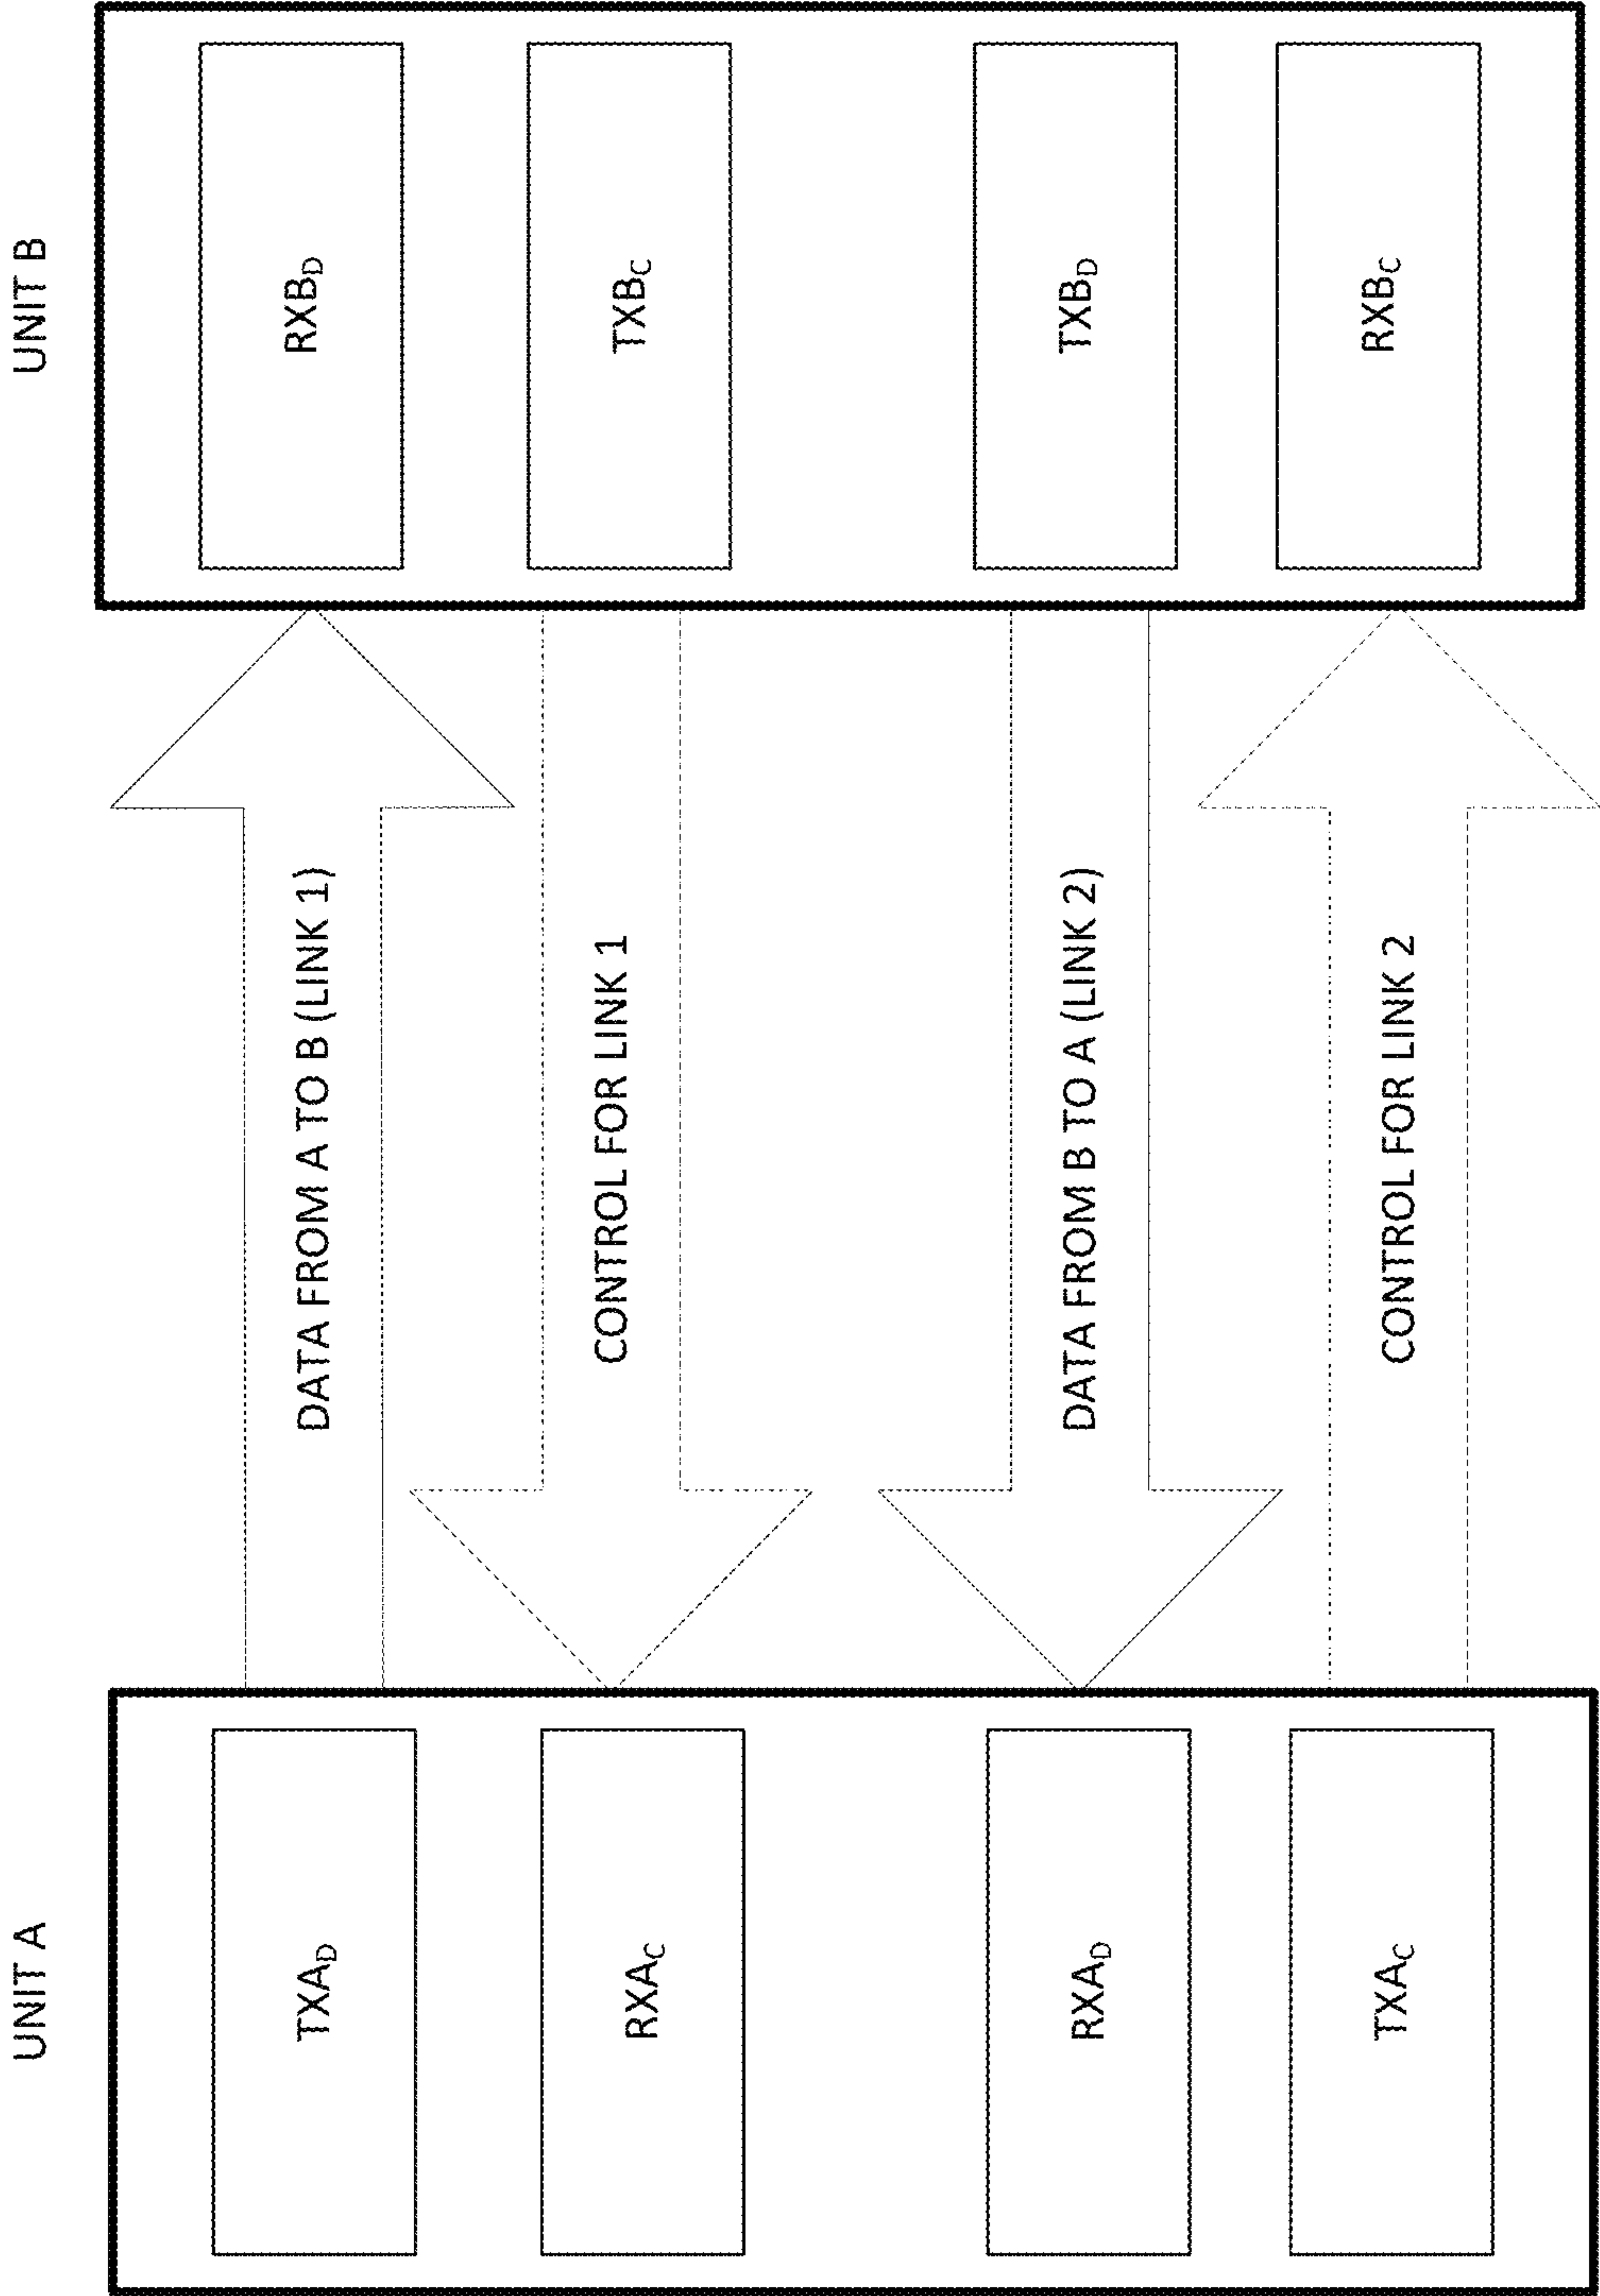 UNIT A
UNIT B
TXA_D
DATA FROM A TO B (LINK 1)
RXB_D
RXA_C
CONTROL FOR LINK 1
TXB_C
RXA_D
DATA FROM B TO A (LINK 2)
TXB_D
TXA_C
CONTROL FOR LINK 2
RXB_C